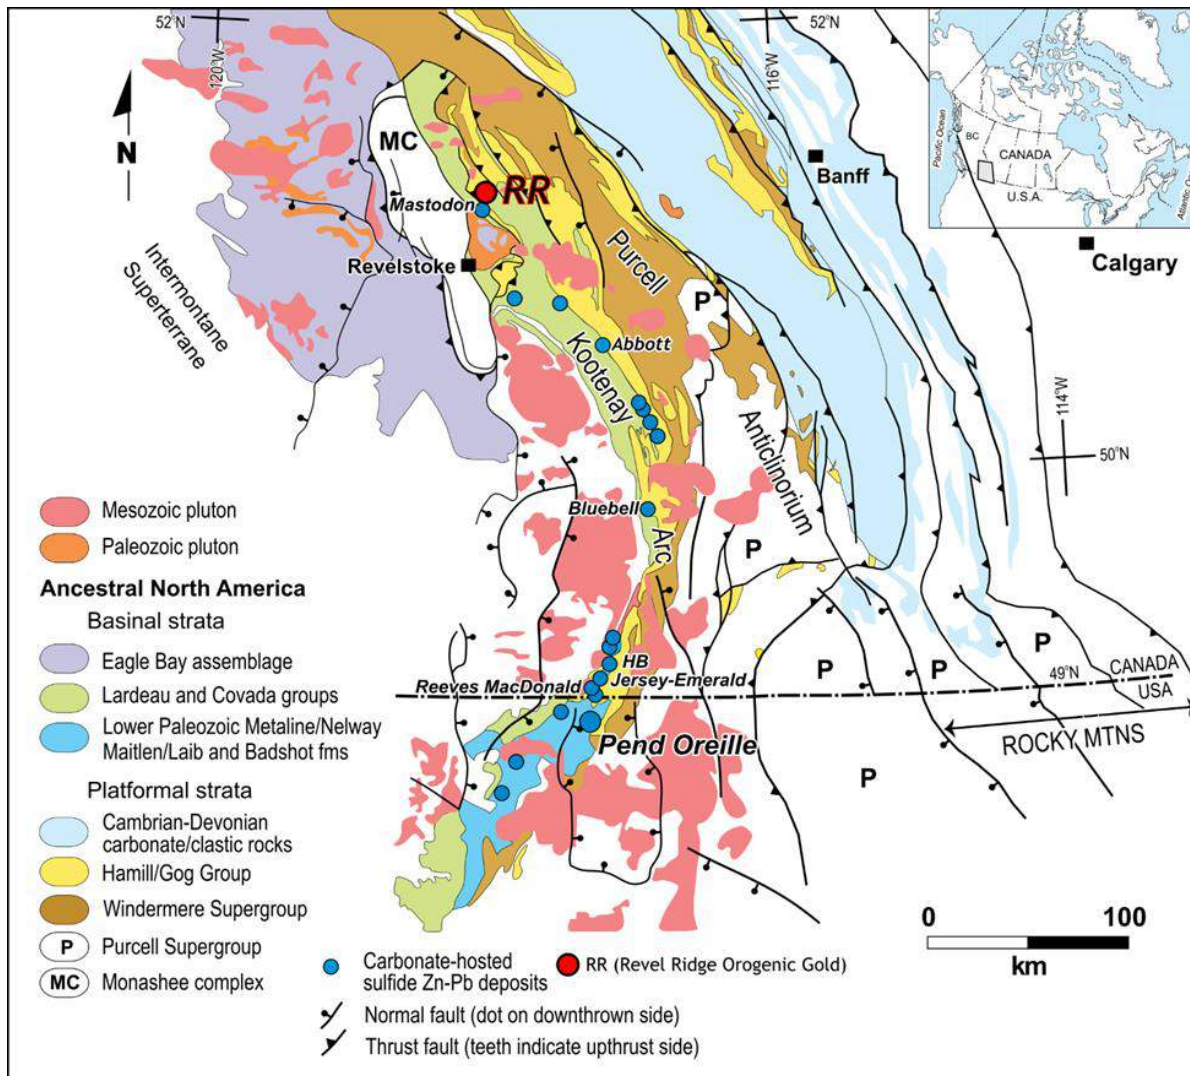 52°N
120°W
52°N
116°W
N
MC
RR
Mastodon
Revelstoke
Intermontane
Superterrane
Purcell
P
Banff
Calgary
Pacific Ocean
BC
CANADA
U.S.A.
Atlantic O
Abbott
Kootenay
Anticlinorium
114°W
50°N
Bluebell
Arc
P
HB
Jersey-Emerald
Reeves MacDonald
P
P
P
49°N
CANADA
USA
ROCKY MTNS
Pend Oreille
P
Mesozoic pluton
Paleozoic pluton
Ancestral North America
Basinal strata
Eagle Bay assemblage
Lardeau and Covada groups
Lower Paleozoic Metaline/Nelway
Maitlen/Laib and Badshot fms
Platformal strata
Cambrian-Devonian
carbonate/clastic rocks
Hamill/Gog Group
Windermere Supergroup
P Purcell Supergroup
MC Monashee complex
Carbonate-hosted
sulfide Zn-Pb deposits
RR (Revel Ridge Orogenic Gold)
Normal fault (dot on downthrown side)
Thrust fault (teeth indicate upthrust side)
0 100
km